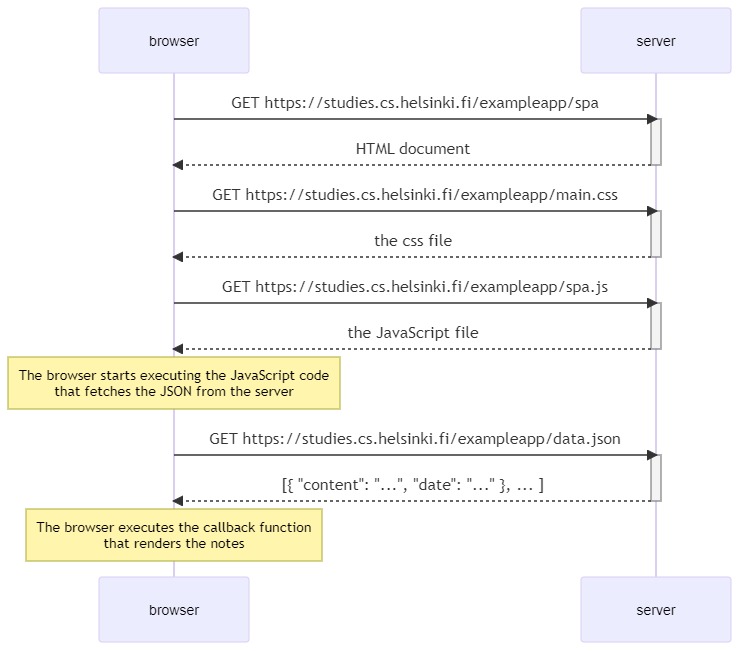 browser
server
GET https://studies.cs.helsinki.fi/exampleapp/spa
HTML document
GET https://studies.cs.helsinki.fi/exampleapp/main.css
the css file
GET https://studies.cs.helsinki.fi/exampleapp/spa.js
the JavaScript file
The browser starts executing the JavaScript code
that fetches the JSON from the server
GET https://studies.cs.helsinki.fi/exampleapp/data.json
[{ "content": "...", "date": "..." }, ... ]
The browser executes the callback function
that renders the notes
browser
server